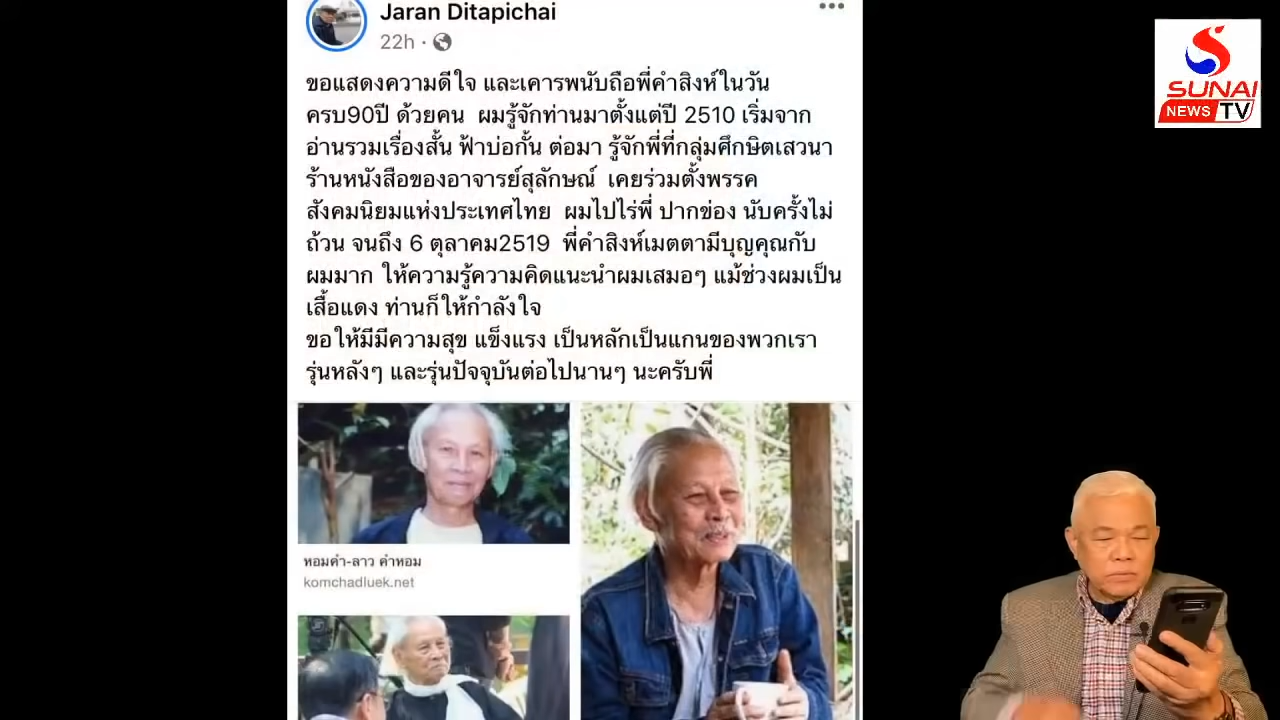 Jaran Ditapichai
22h ·
ขอแสดงความดีใจ และเคารพนับถือพี่คำสิงห์ในวัน
ครบ90ปี ด้วยคน ผมรู้จักท่านมาตั้งแต่ปี 2510 เริ่มจาก
อ่านรวมเรื่องสั้น ฟ้าบ่อกั้น ต่อมา รู้จักพี่ที่กลุ่มศึกษิตเสวนา
ร้านหนังสือของอาจารย์สุลักษณ์ เคยร่วมตั้งพรรค
สังคมนิยมแห่งประเทศไทย ผมไปไร่พี่ ปากช่อง นับครั้งไม่
ถ้วน จนถึง 6 ตุลาคม2519 พี่คำสิงห์เมตตามีบุญคุณกับ
ผมมาก ให้ความรู้ความคิดแนะนำผมเสมอๆ แม้ช่วงผมเป็น
เสื้อแดง ท่านก็ให้กำลังใจ
ขอให้มีมีความสุข แข็งแรง เป็นหลักเป็นแกนของพวกเรา
รุ่นหลังๆ และรุ่นปัจจุบันต่อไปนานๆ นะครับพี่
หอมคำ-ลาว คำหอม
komchadluek.net
SUNAI
NEWS TV